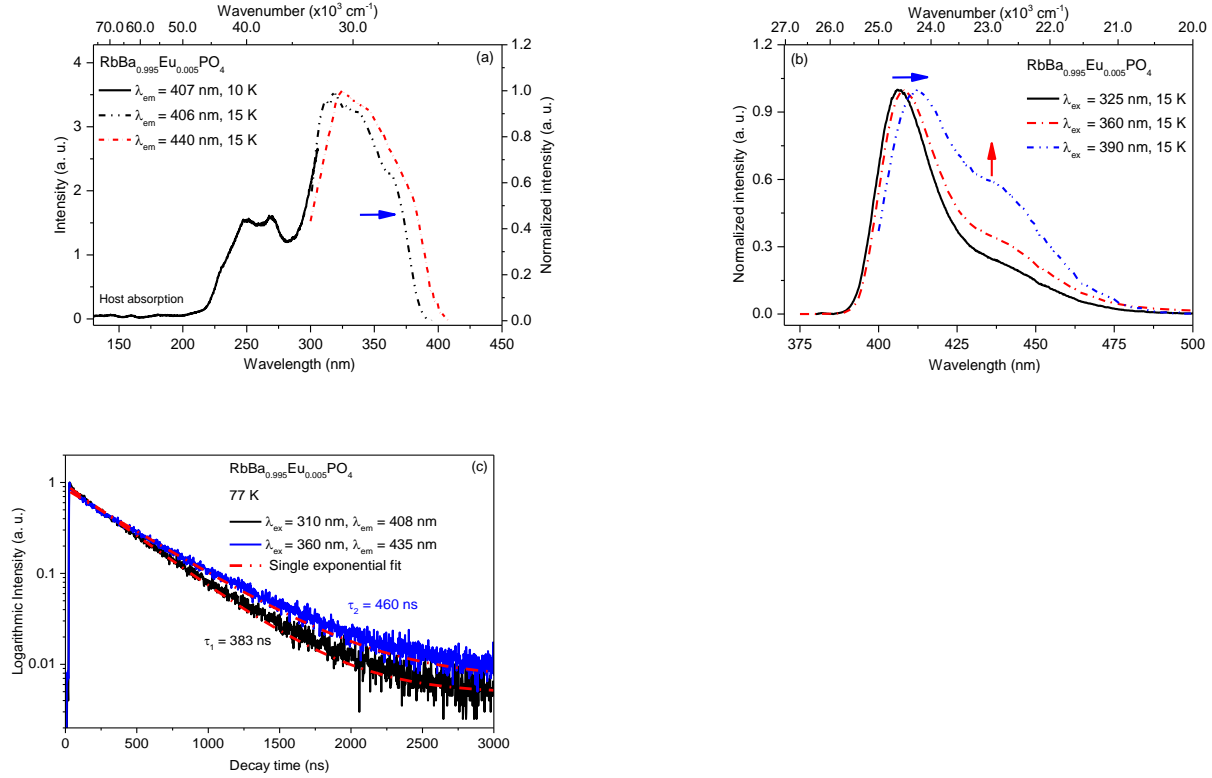 Wavenumber (x10³ cm⁻¹)
70.0 60.0 50.0 40.0 30.0
(a)
RbBa₀.₉₉₅Eu₀.₀₀₅PO₄
λem = 407 nm, 10 K
λem = 406 nm, 15 K
λem = 440 nm, 15 K
Host absorption
Intensity (a. u.)
4
3
2
1
0
Normalized intensity (a. u.)
1.2
1.0
0.8
0.6
0.4
0.2
0.0
150 200 250 300 350 400 450
Wavelength (nm)
Wavenumber (x10³ cm⁻¹)
27.0 26.0 25.0 24.0 23.0 22.0 21.0 20.0
(b)
RbBa₀.₉₉₅Eu₀.₀₀₅PO₄
λex = 325 nm, 15 K
λex = 360 nm, 15 K
λex = 390 nm, 15 K
Normalized intensity (a. u.)
1.2
0.9
0.6
0.3
0.0
375 400 425 450 475 500
Wavelength (nm)
(c)
RbBa₀.₉₉₅Eu₀.₀₀₅PO₄
77 K
λex = 310 nm, λem = 408 nm
λex = 360 nm, λem = 435 nm
Single exponential fit
τ₂ = 460 ns
τ₁ = 383 ns
Logarithmic Intensity (a. u.)
1
0.1
0.01
0 500 1000 1500 2000 2500 3000
Decay time (ns)